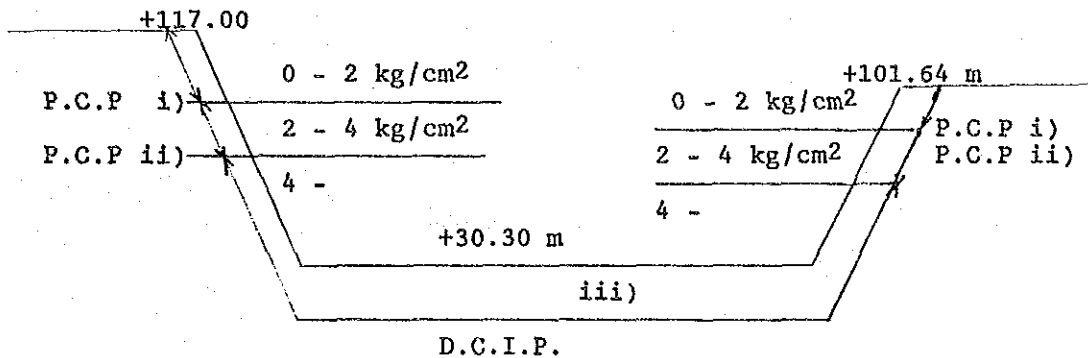 +117.00
0 - 2 kg/cm2
P.C.P i)
2 - 4 kg/cm2
P.C.P ii)
4 -
+101.64 m
0 - 2 kg/cm2
P.C.P i)
2 - 4 kg/cm2
P.C.P ii)
4 -
+30.30 m
iii)
D.C.I.P.